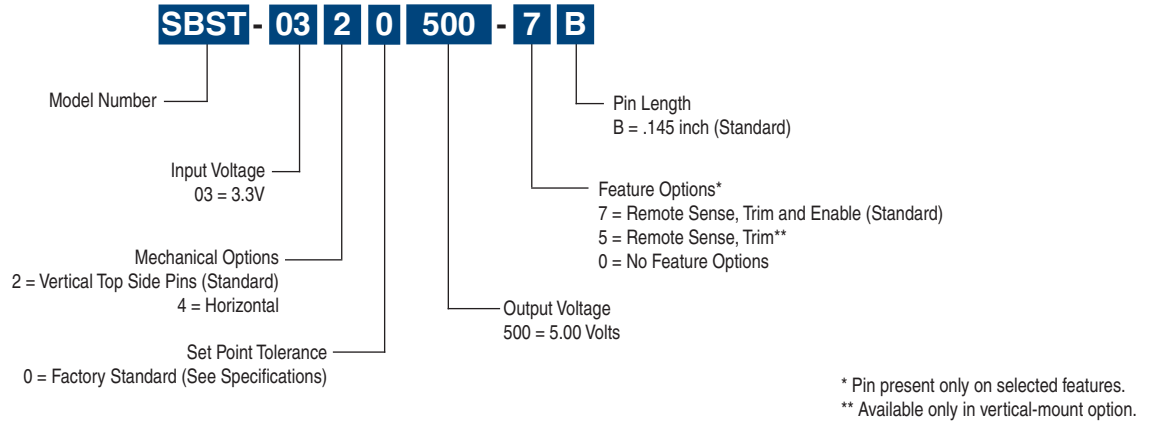 SBST - 03 2 0 500 - 7 B
Model Number
Pin Length
B = .145 inch (Standard)
Input Voltage
03 = 3.3V
Feature Options*
7 = Remote Sense, Trim and Enable (Standard)
5 = Remote Sense, Trim**
0 = No Feature Options
Mechanical Options
2 = Vertical Top Side Pins (Standard)
4 = Horizontal
Output Voltage
500 = 5.00 Volts
Set Point Tolerance
0 = Factory Standard (See Specifications)
* Pin present only on selected features.
** Available only in vertical-mount option.